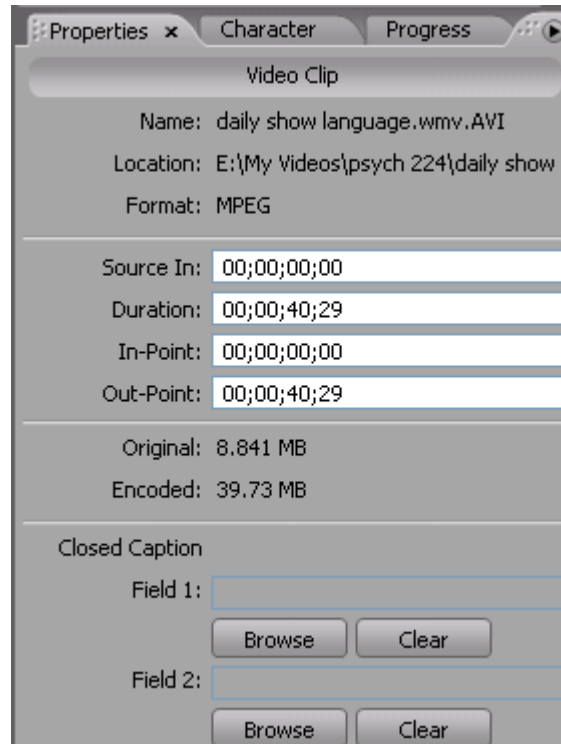 Properties x Character Progress
Video Clip
Name: daily show language.wmv.AVI
Location: E:\My Videos\psych 224\daily show
Format: MPEG
Source In: 00;00;00;00
Duration: 00;00;40;29
In-Point: 00;00;00;00
Out-Point: 00;00;40;29
Original: 8.841 MB
Encoded: 39.73 MB
Closed Caption
Field 1:
Browse Clear
Field 2:
Browse Clear